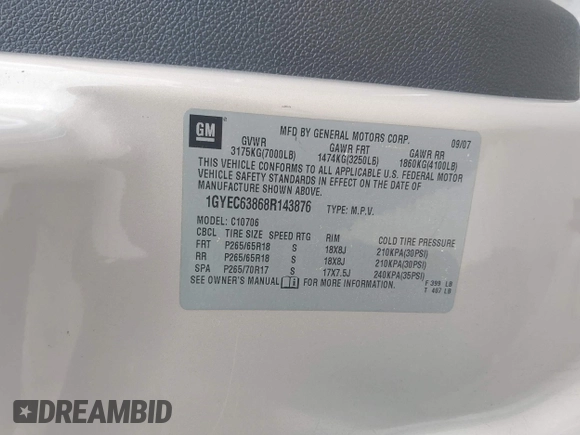 GM
MFD BY GENERAL MOTORS CORP. 09/07
GVWR GAWR FRT GAWR RR
3175KG(7000LB) 1474KG(3250LB) 1860KG(4100LB)
THIS VEHICLE CONFORMS TO ALL APPLICABLE U.S. FEDERAL MOTOR
VEHICLE SAFETY STANDARDS IN EFFECT ON THE DATE OF
MANUFACTURE SHOWN ABOVE.
1GYEC63868R143876 TYPE: M.P.V.
MODEL: C10706
CBCL TIRE SIZE SPEED RTG RIM COLD TIRE PRESSURE
FRT P265/65R18 S 18X8J 210KPA(30PSI)
RR P265/65R18 S 18X8J 210KPA(30PSI)
SPA P265/70R17 S 17X7.5J 240KPA(35PSI)
SEE OWNER'S MANUAL i FOR MORE INFORMATION.
F 399 LB
T 467 LB
DREAMBID